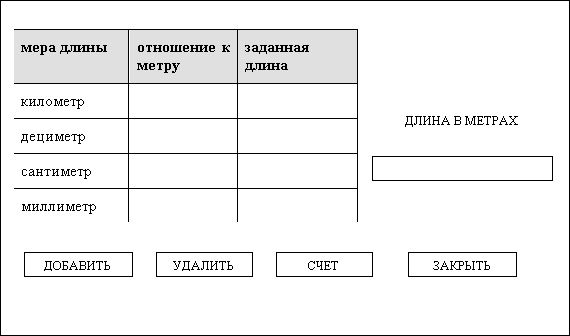 мера длины
отношение к метру
заданная длина
километр
дециметр
сантиметр
миллиметр
ДЛИНА В МЕТРАХ
ДОБАВИТЬ
УДАЛИТЬ
СЧЕТ
ЗАКРЫТЬ